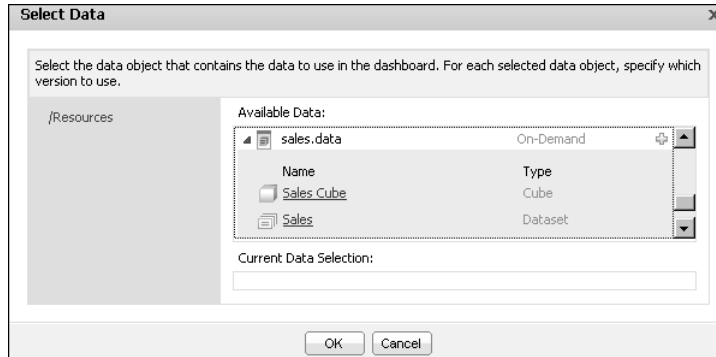 Select Data
Select the data object that contains the data to use in the dashboard. For each selected data object, specify which
version to use.
/Resources
Available Data:
sales.data On-Demand
Name Type
Sales Cube Cube
Sales Dataset
Current Data Selection:
OK Cancel